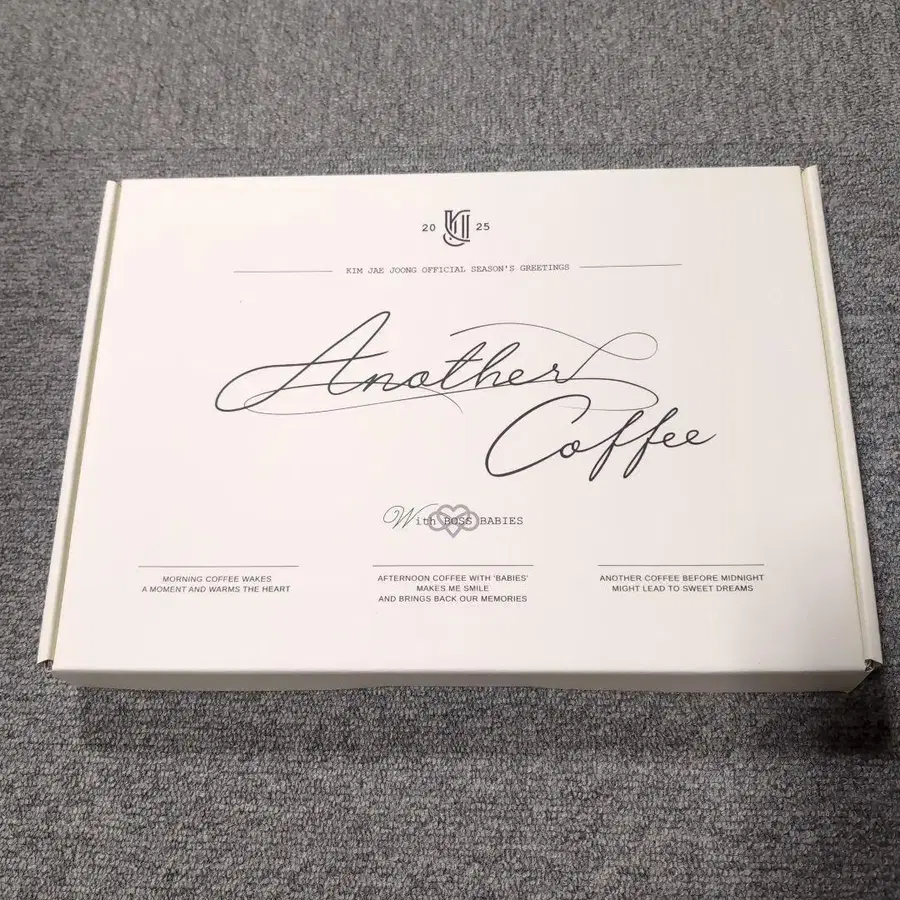 20 25
KIM JAE JOONG OFFICIAL SEASON'S GREETINGS
Another
Coffee
With BOSS BABIES
MORNING COFFEE WAKES
A MOMENT AND WARMS THE HEART
AFTERNOON COFFEE WITH 'BABIES'
MAKES ME SMILE
AND BRINGS BACK OUR MEMORIES
ANOTHER COFFEE BEFORE MIDNIGHT
MIGHT LEAD TO SWEET DREAMS